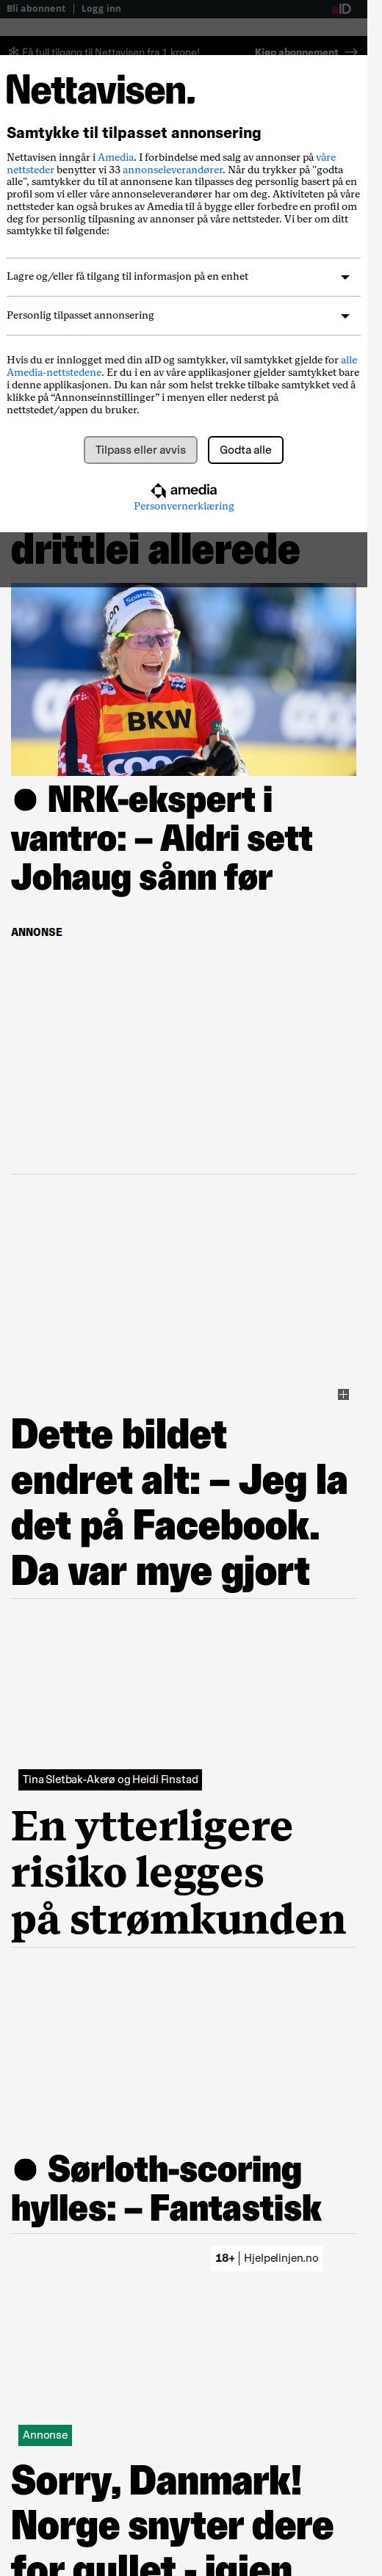 Bli abonnent | Logg inn
aID
Få full tilgang til Nettavisen fra 1 krone!
Kjøp abonnement
Nettavisen.
Samtykke til tilpasset annonsering
Nettavisen inngår i Amedia. I forbindelse med salg av annonser på våre
nettsteder benytter vi 33 annonseleverandører. Når du trykker på "godta
alle", samtykker du til at annonsene kan tilpasses deg personlig basert på en
profil som vi eller våre annonseleverandører har om deg. Aktiviteten på våre
nettsteder kan også brukes av Amedia til å bygge eller forbedre en profil om
deg for personlig tilpasning av annonser på våre nettsteder. Vi ber om ditt
samtykke til følgende:
Lagre og/eller få tilgang til informasjon på en enhet
Personlig tilpasset annonsering
Hvis du er innlogget med din aID og samtykker, vil samtykket gjelde for alle
Amedia-nettstedene. Er du i en av våre applikasjoner gjelder samtykket bare
i denne applikasjonen. Du kan når som helst trekke tilbake samtykket ved å
klikke på “Annonseinnstillinger” i menyen eller nederst på
nettstedet/appen du bruker.
Tilpass eller avvis
Godta alle
amedia
Personvernerklæring
drittlei allerede
Sparebank
BKW
coop
● NRK-ekspert i
vantro: – Aldri sett
Johaug sånn før
ANNONSE
Dette bildet
endret alt: – Jeg la
det på Facebook.
Da var mye gjort
Tina Sletbak-Akerø og Heidi Finstad
En ytterligere
risiko legges
på strømkunden
● Sørloth-scoring
hylles: – Fantastisk
18+ | Hjelpelinjen.no
Annonse
Sorry, Danmark!
Norge snyter dere
for gullet - igjen